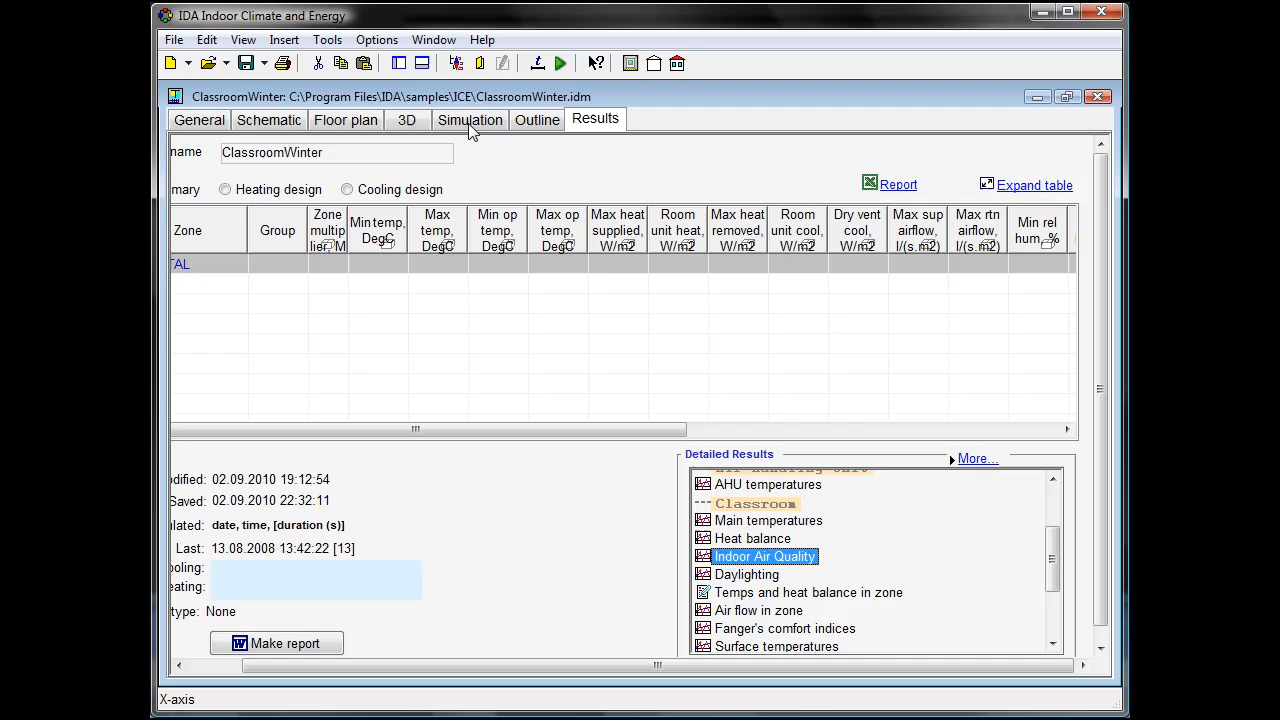 IDA Indoor Climate and Energy
File Edit View Insert Tools Options Window Help
ClassroomWinter: C:\Program Files\IDA\samples\ICE\ClassroomWinter.idm
General Schematic Floor plan 3D Simulation Outline Results
name ClassroomWinter
mary Heating design Cooling design Report Expand table
Zone Group Zone multip lier, M Min temp, DegC Max temp, DegC Min op temp, DegC Max op temp, DegC Max heat supplied, W/m2 Room unit heat, W/m2 Max heat removed, W/m2 Room unit cool, W/m2 Dry vent cool, W/m2 Max sup airflow, l/(s.m2) Max rtn airflow, l/(s.m2) Min rel hum, %
TAL
Detailed Results More...
odified: 02.09.2010 19:12:54
Saved: 02.09.2010 22:32:11
ulated: date, time, [duration (s)]
Last: 13.08.2008 13:42:22 [13]
ooling:
eating:
type: None
Make report
AHU temperatures
Classroom
Main temperatures
Heat balance
Indoor Air Quality
Daylighting
Temps and heat balance in zone
Air flow in zone
Fanger's comfort indices
Surface temperatures
X-axis